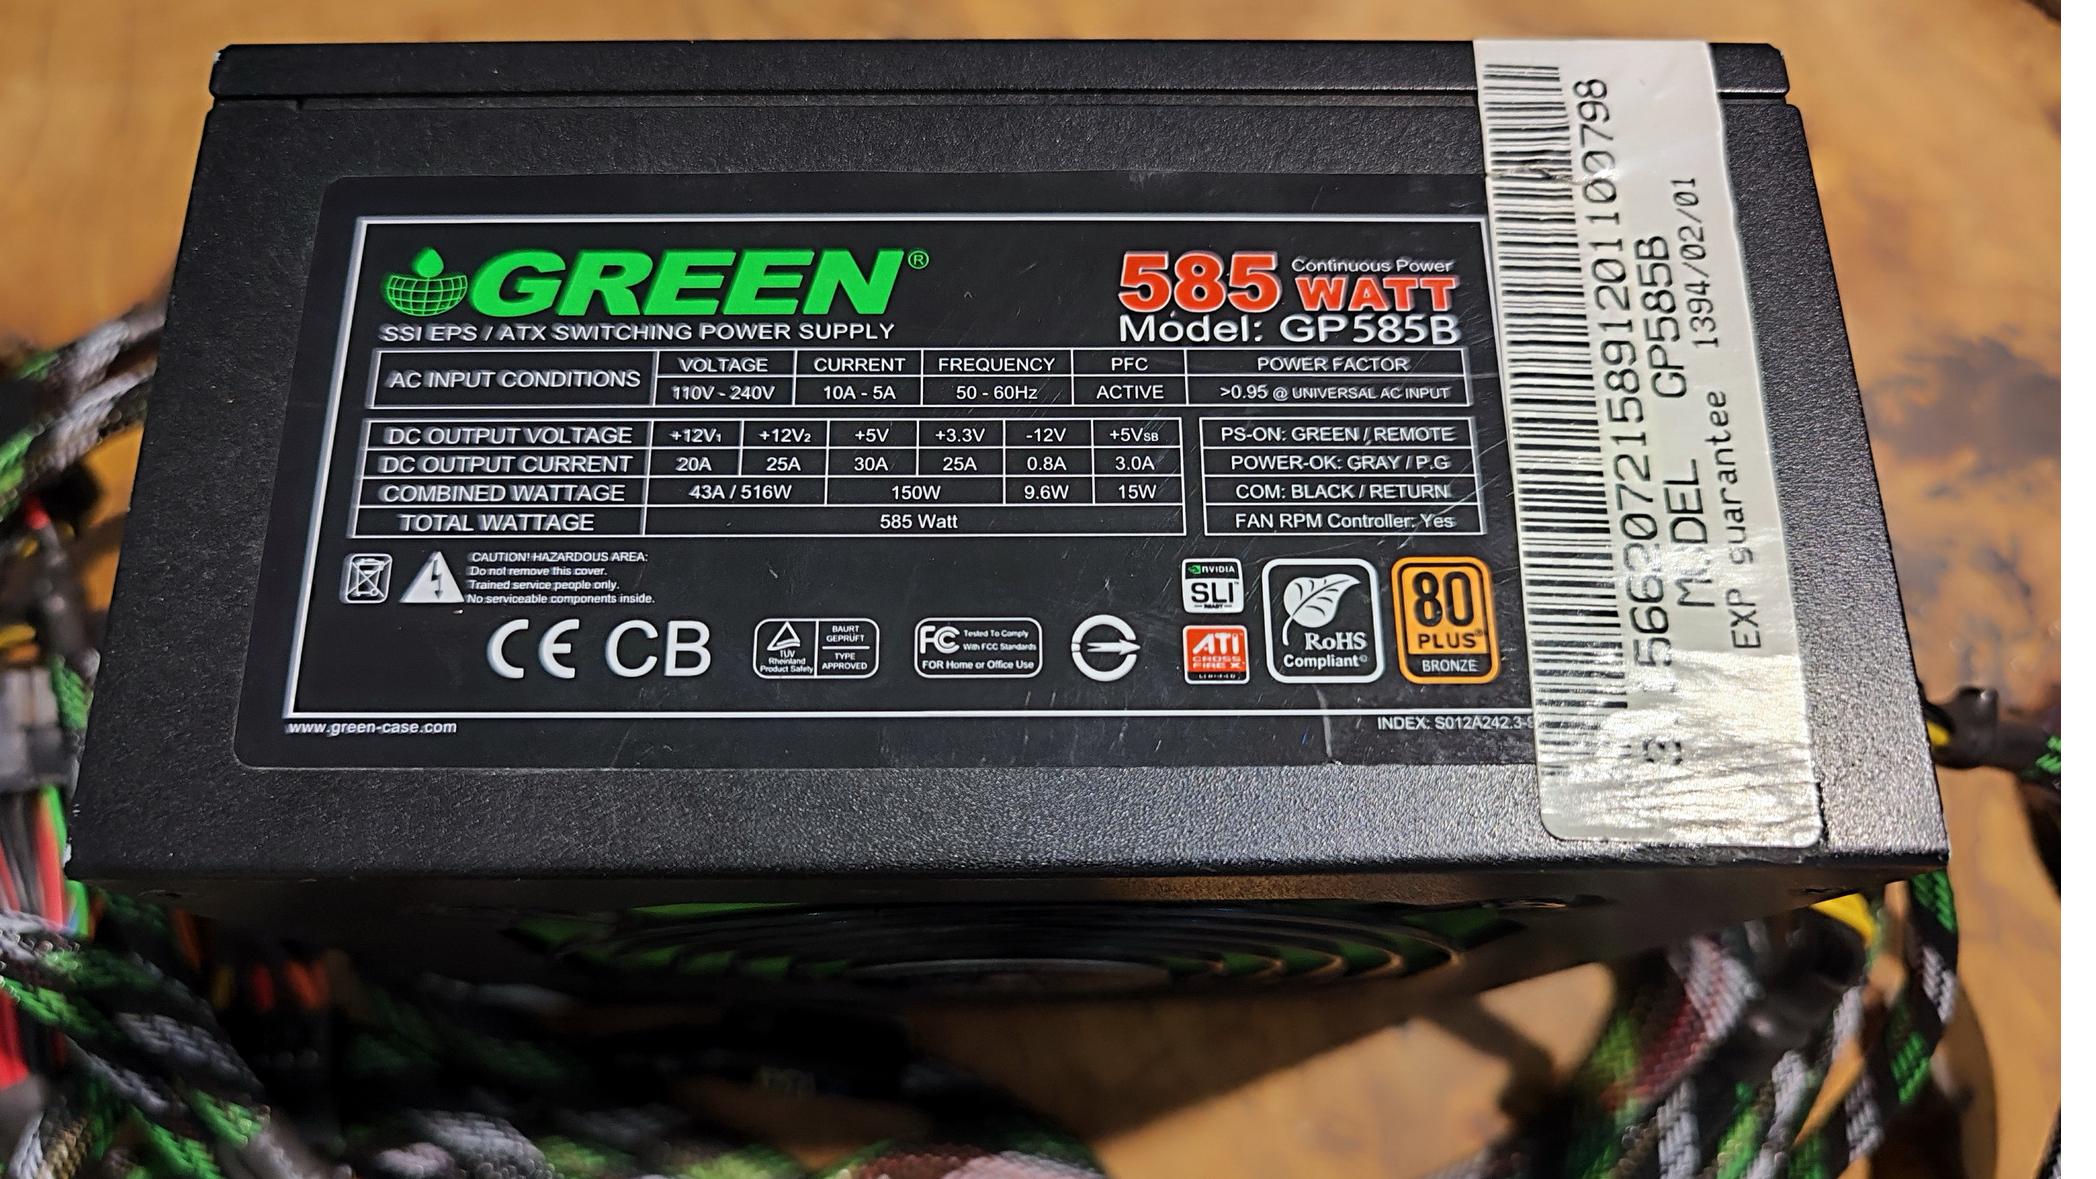 GREEN®
SSI EPS / ATX SWITCHING POWER SUPPLY
585 Continuous Power
WATT
Model: GP585B
AC INPUT CONDITIONS VOLTAGE CURRENT FREQUENCY PFC POWER FACTOR
110V - 240V 10A - 5A 50 - 60Hz ACTIVE >0.95 @ UNIVERSAL AC INPUT
DC OUTPUT VOLTAGE +12V1 +12V2 +5V +3.3V -12V +5VSB
DC OUTPUT CURRENT 20A 25A 30A 25A 0.8A 3.0A
COMBINED WATTAGE 43A / 516W 150W 9.6W 15W
TOTAL WATTAGE 585 Watt
PS-ON: GREEN / REMOTE
POWER-OK: GRAY / P.G
COM: BLACK / RETURN
FAN RPM Controller: Yes
CAUTION! HAZARDOUS AREA:
Do not remove this cover.
Trained service people only.
No serviceable components inside.
CE CB
TÜV
Rheinland
Product Safety
BAURT
GEPRÜFT
TYPE
APPROVED
FC Tested To Comply
With FCC Standards
FOR Home or Office Use
NVIDIA
SLI
READY
ATI
CROSS
FIRE X
RoHS
Compliant
80
PLUS
BRONZE
www.green-case.com
INDEX: S012A242.3-
MODEL GP585B
EXP guarantee 1394/02/01